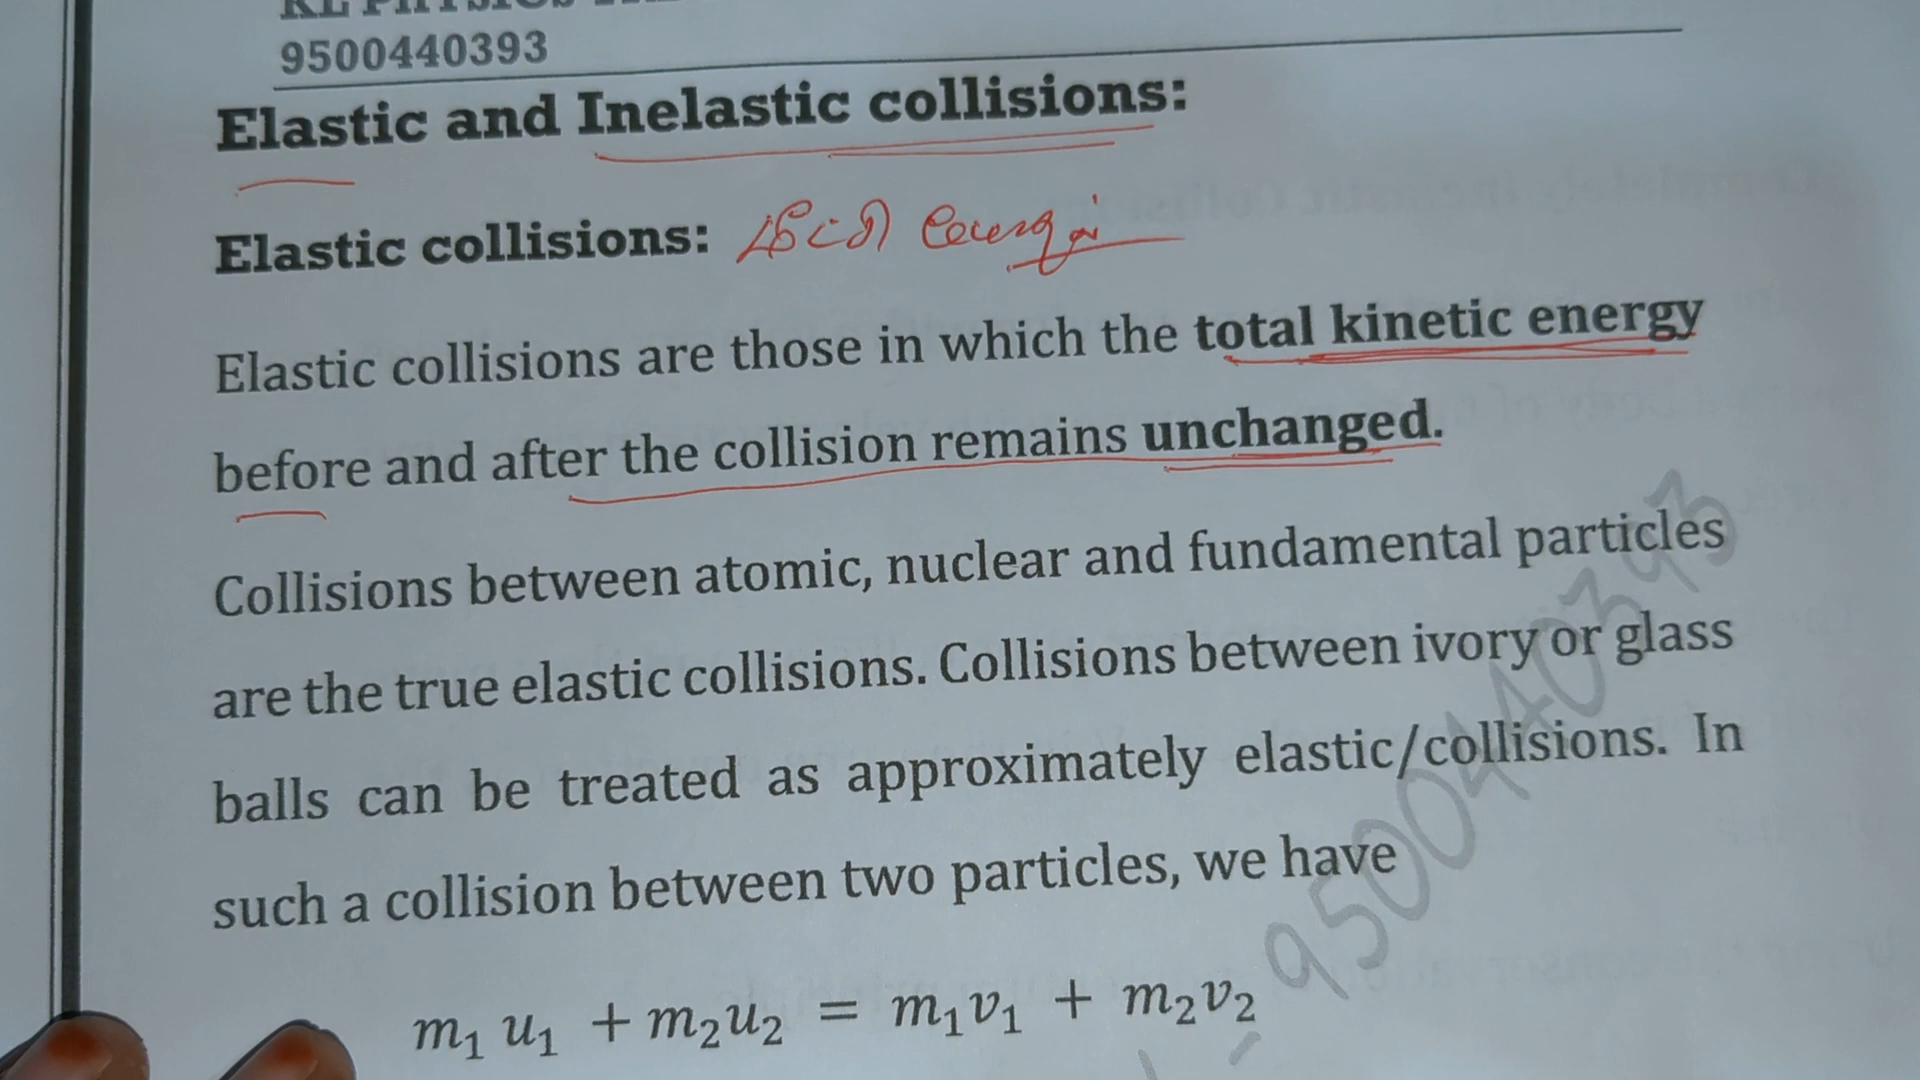 9500440393
Elastic and Inelastic collisions:
Elastic collisions:
Elastic collisions are those in which the total kinetic energy
before and after the collision remains unchanged.
Collisions between atomic, nuclear and fundamental particles
are the true elastic collisions. Collisions between ivory or glass
balls can be treated as approximately elastic/collisions. In
such a collision between two particles, we have
m₁ u₁ + m₂u₂ = m₁v₁ + m₂v₂
9500440393